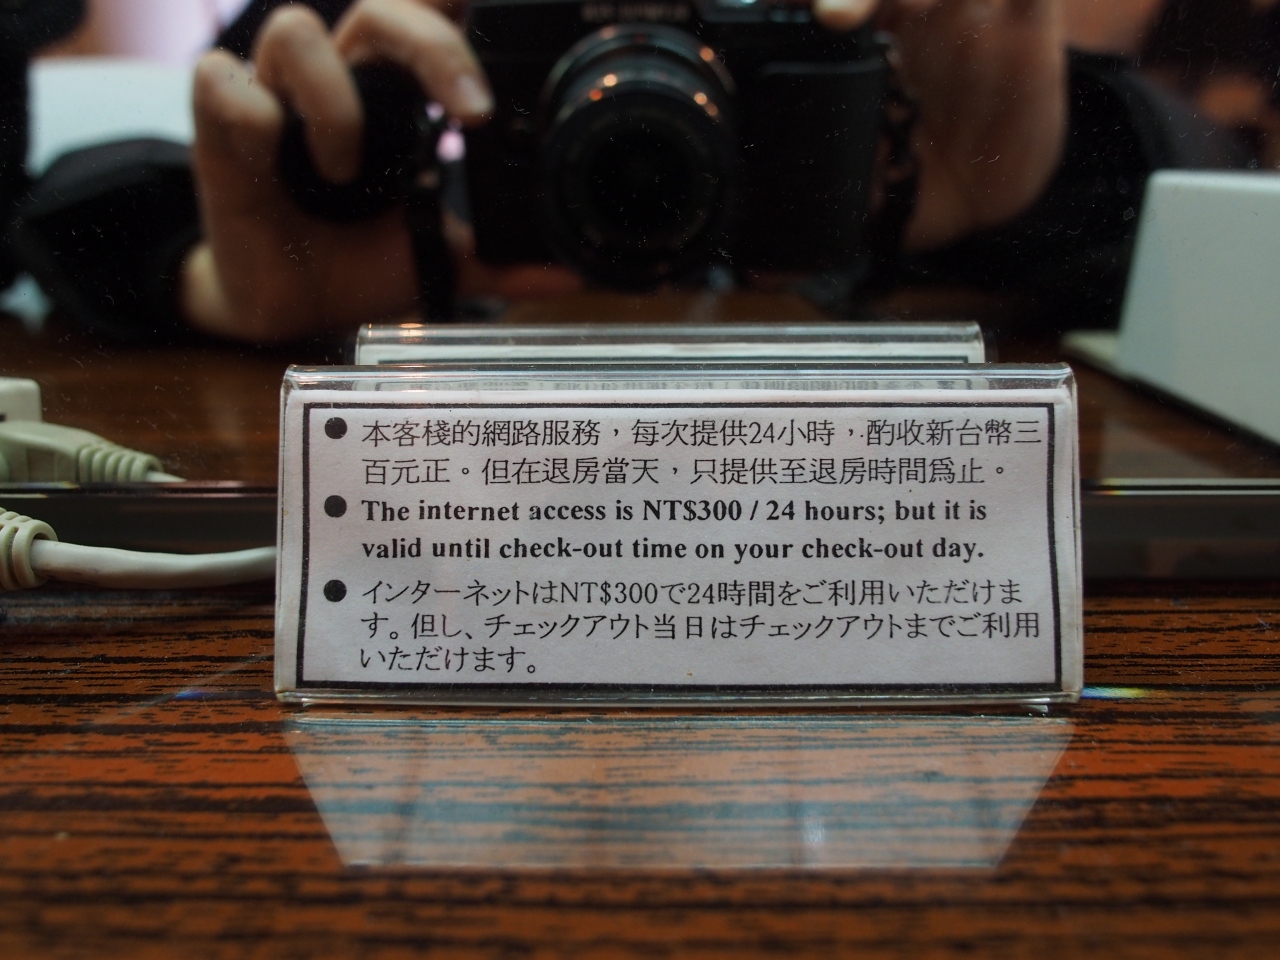 ● 本客棧的網路服務，每次提供24小時，酌收新台幣三
百元正。但在退房當天，只提供至退房時間爲止。
● The internet access is NT$300 / 24 hours; but it is
valid until check-out time on your check-out day.
● インターネットはNT$300で24時間をご利用いただけま
す。但し、チェックアウト当日はチェックアウトまでご利用
いただけます。